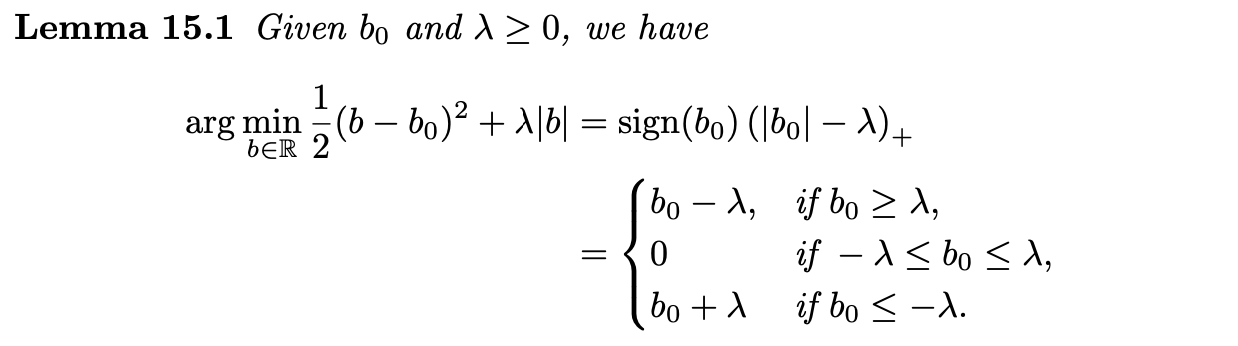 Lemma 15.1 Given b₀ and λ ≥ 0, we have
arg min_{b∈ℝ} \frac{1}{2}(b − b₀)² + λ|b| = sign(b₀) (|b₀| − λ)₊
= { b₀ − λ, if b₀ ≥ λ,
0 if − λ ≤ b₀ ≤ λ,
b₀ + λ if b₀ ≤ −λ.